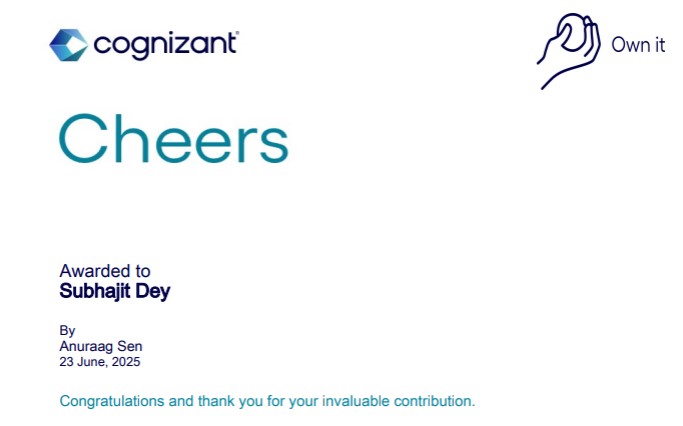 cognizant
Own it
Cheers
Awarded to
Subhajit Dey
By
Anuraag Sen
23 June, 2025
Congratulations and thank you for your invaluable contribution.